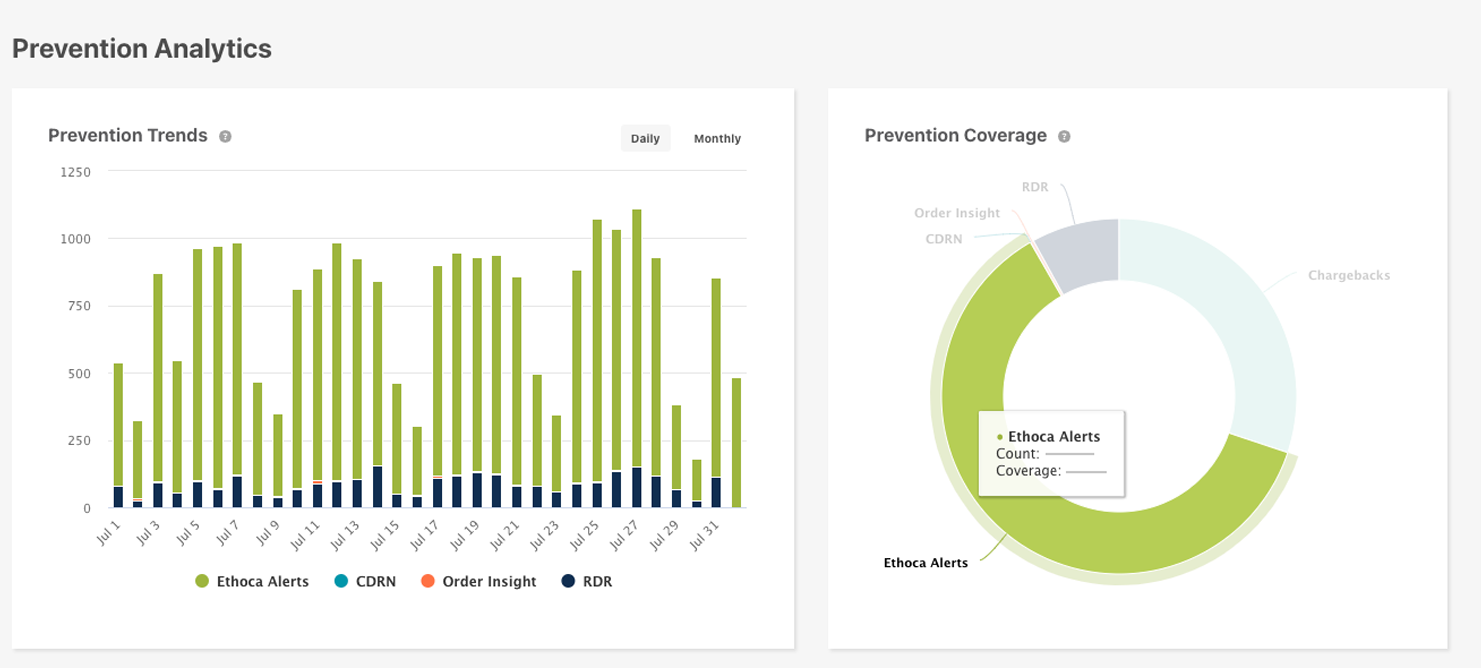 Prevention Analytics
Prevention Trends ?
Daily Monthly
1250
1000
750
500
250
0
Jul 1 Jul 3 Jul 5 Jul 7 Jul 9 Jul 11 Jul 13 Jul 15 Jul 17 Jul 19 Jul 21 Jul 23 Jul 25 Jul 27 Jul 29 Jul 31
Ethoca Alerts CDRN Order Insight RDR
Prevention Coverage ?
RDR
Order Insight
CDRN
Chargebacks
Ethoca Alerts
Count:
Coverage:
Ethoca Alerts